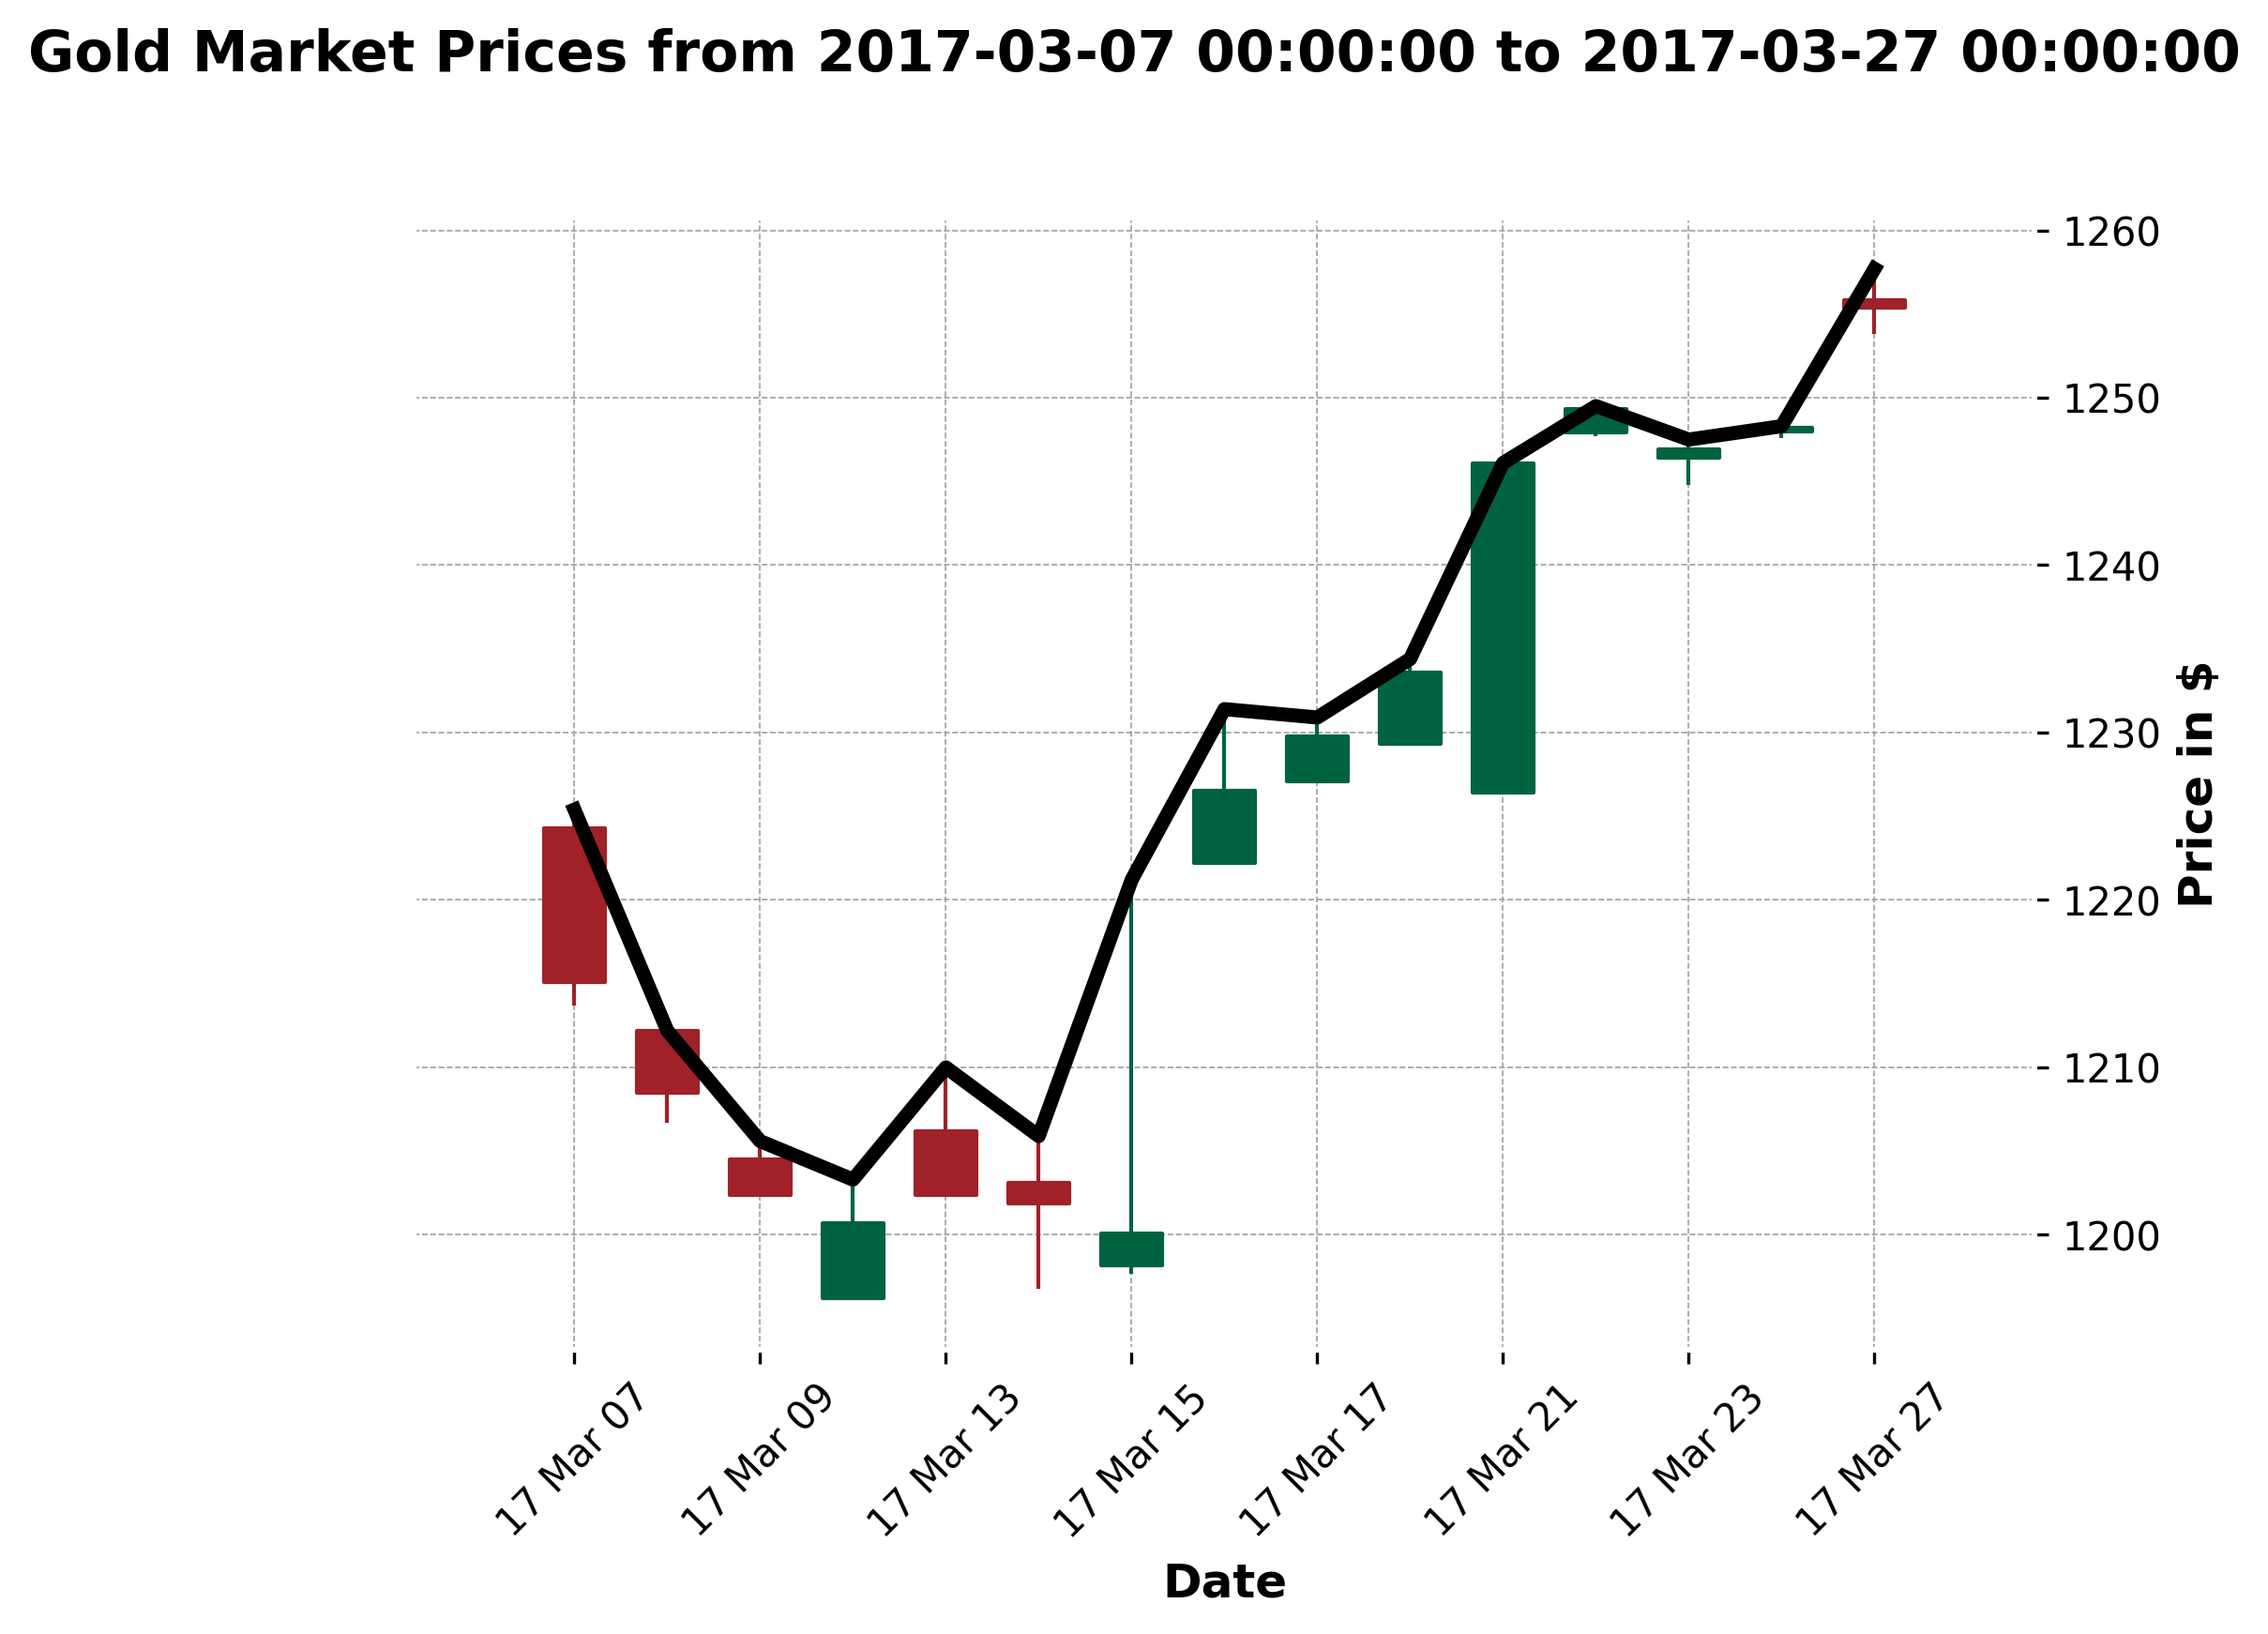 Gold Market Prices from 2017-03-07 00:00:00 to 2017-03-27 00:00:00
1260
1250
1240
1230
1220
1210
1200
Price in $
17 Mar 07
17 Mar 09
17 Mar 13
17 Mar 15
17 Mar 17
17 Mar 21
17 Mar 23
17 Mar 27
Date